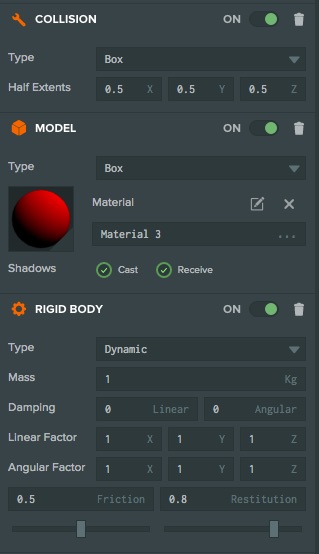 COLLISION ON
Type Box
Half Extents 0.5 X 0.5 Y 0.5 Z
MODEL ON
Type Box
Material
Material 3 ...
Shadows Cast Receive
RIGID BODY ON
Type Dynamic
Mass 1 Kg
Damping 0 Linear 0 Angular
Linear Factor 1 X 1 Y 1 Z
Angular Factor 1 X 1 Y 1 Z
0.5 Friction 0.8 Restitution